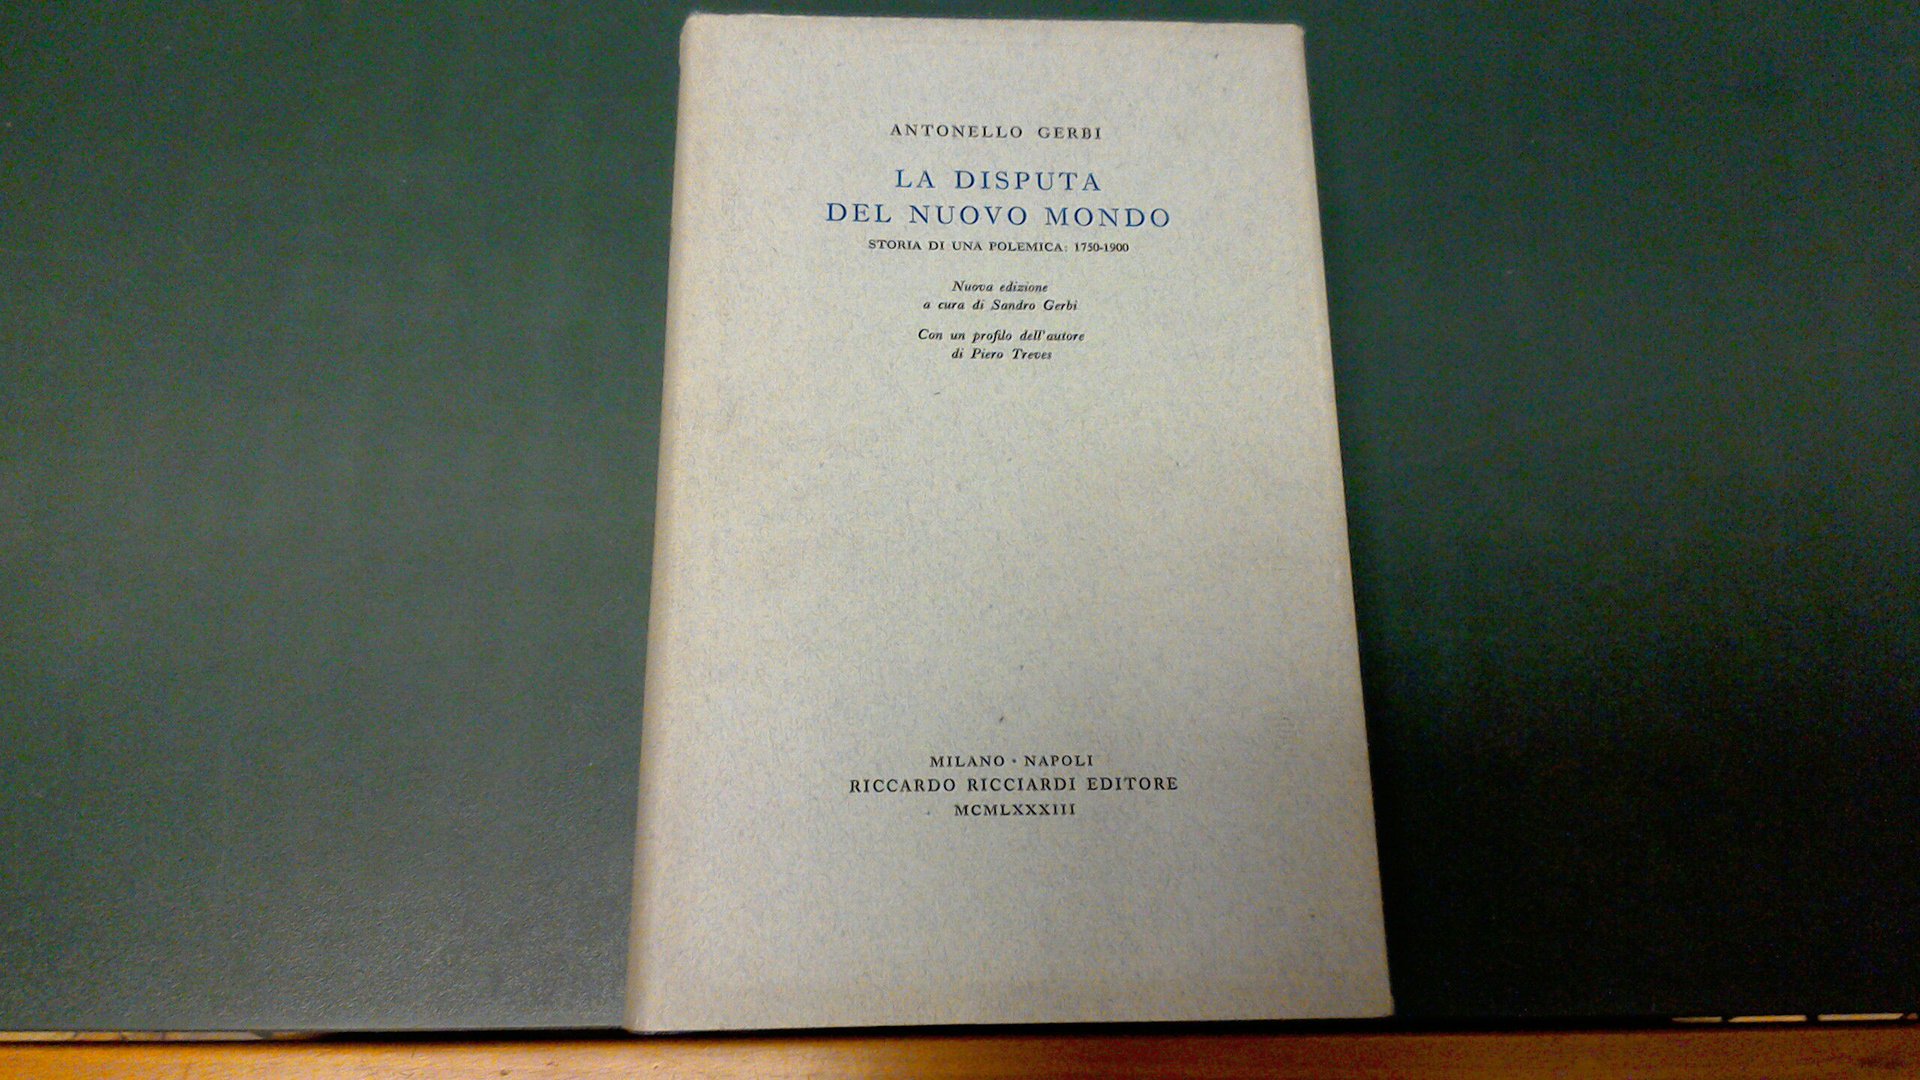 ANTONELLO GERBI
LA DISPUTA
DEL NUOVO MONDO
STORIA DI UNA POLEMICA: 1750-1900
Nuova edizione
a cura di Sandro Gerbi
Con un profilo dell'autore
di Piero Treves
MILANO · NAPOLI
RICCARDO RICCIARDI EDITORE
MCMLXXXIII